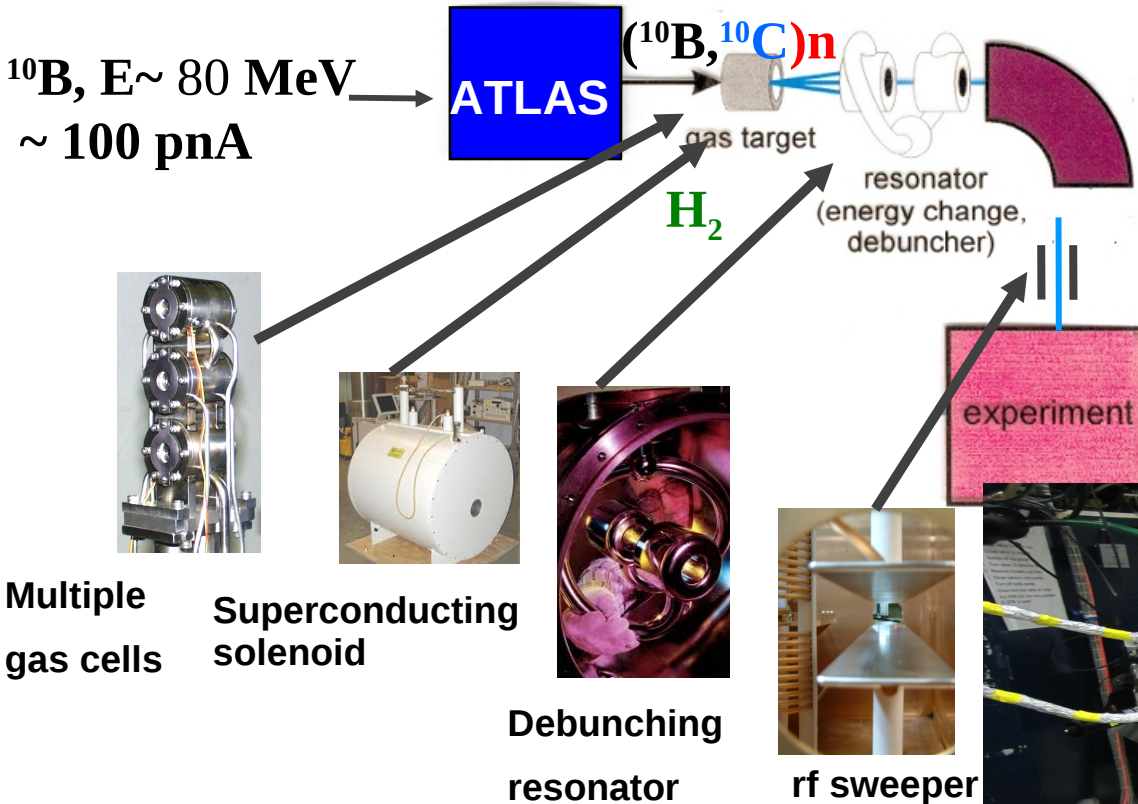 (¹⁰B,¹⁰C)n
¹⁰B, E~ 80 MeV
~ 100 pnA
ATLAS
gas target
H₂
resonator
(energy change,
debuncher)
experiment
Multiple
gas cells
Superconducting
solenoid
Debunching
resonator
rf sweeper